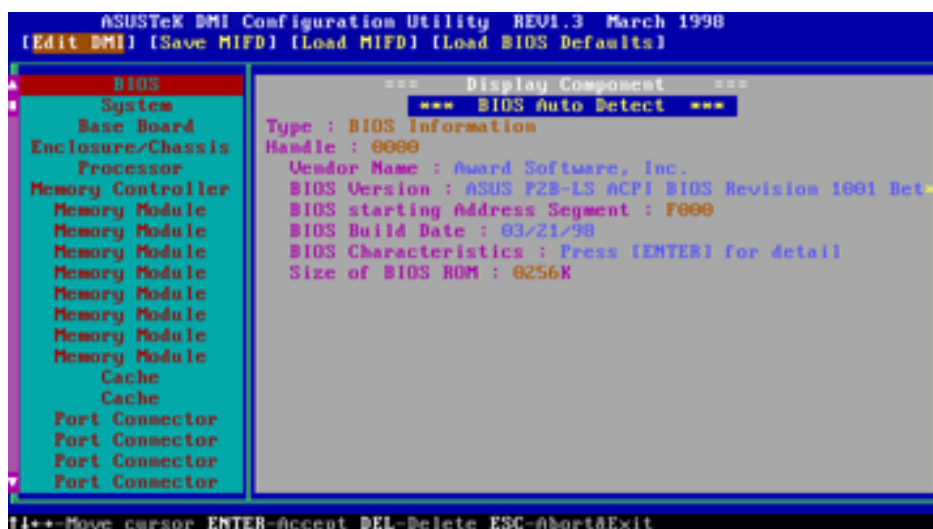 ASUSTeK DMI Configuration Utility REV1.3 March 1998
[Edit DMI] [Save MIFD] [Load MIFD] [Load BIOS Defaults]
BIOS
System
Base Board
Enclosure/Chassis
Processor
Memory Controller
Memory Module
Memory Module
Memory Module
Memory Module
Memory Module
Memory Module
Memory Module
Memory Module
Cache
Cache
Port Connector
Port Connector
Port Connector
Port Connector
=== Display Component ===
*** BIOS Auto Detect ***
Type : BIOS Information
Handle : 0000
Vendor Name : Award Software, Inc.
BIOS Version : ASUS P2B-LS ACPI BIOS Revision 1001 Bet
BIOS starting Address Segment : F000
BIOS Build Date : 03/21/98
BIOS Characteristics : Press [ENTER] for detail
Size of BIOS ROM : 0256K
↑↓←→-Move cursor ENTER-Accept DEL-Delete ESC-Abort&Exit